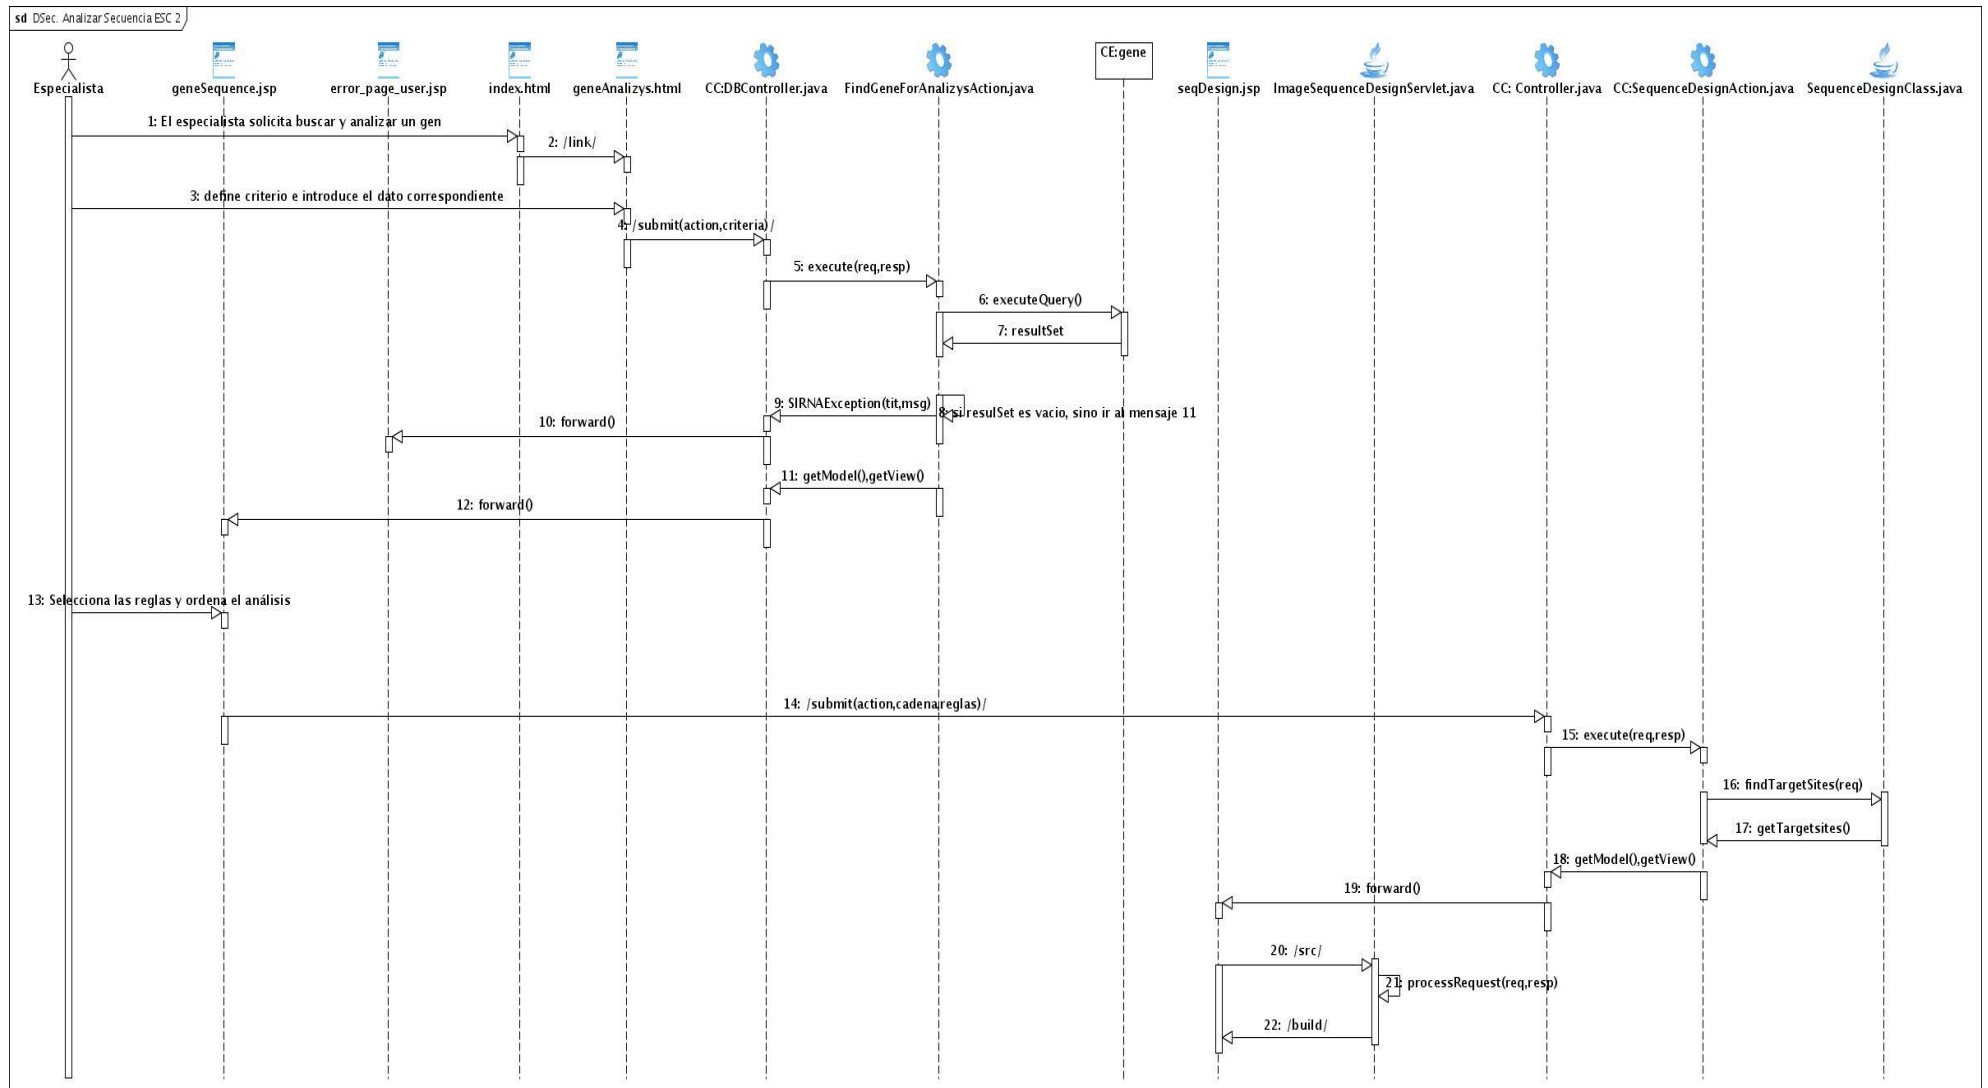 sd DSec. AnalizarSecuencia ESC 2
Especialista
geneSequence.jsp
error_page_user.jsp
index.html
geneAnalizys.html
CC:DBController.java
FindGeneForAnalizysAction.java
CE:gene
seqDesign.jsp
ImageSequenceDesignServlet.java
CC: Controller.java
CC:SequenceDesignAction.java
SequenceDesignClass.java
1: El especialista solicita buscar y analizar un gen
2: /link/
3: define criterio e introduce el dato correspondiente
4: /submit(action,criteria)/
5: execute(req,resp)
6: executeQuery()
7: resultSet
9: SIRNAException(tit,msg)
8: si resulSet es vacio, sino ir al mensaje 11
10: forward()
11: getModel(),getView()
12: forward()
13: Selecciona las reglas y ordena el análisis
14: /submit(action,cadena,reglas)/
15: execute(req,resp)
16: findTargetSites(req)
17: getTargetsites()
18: getModel(),getView()
19: forward()
20: /src/
21: processRequest(req,resp)
22: /build/